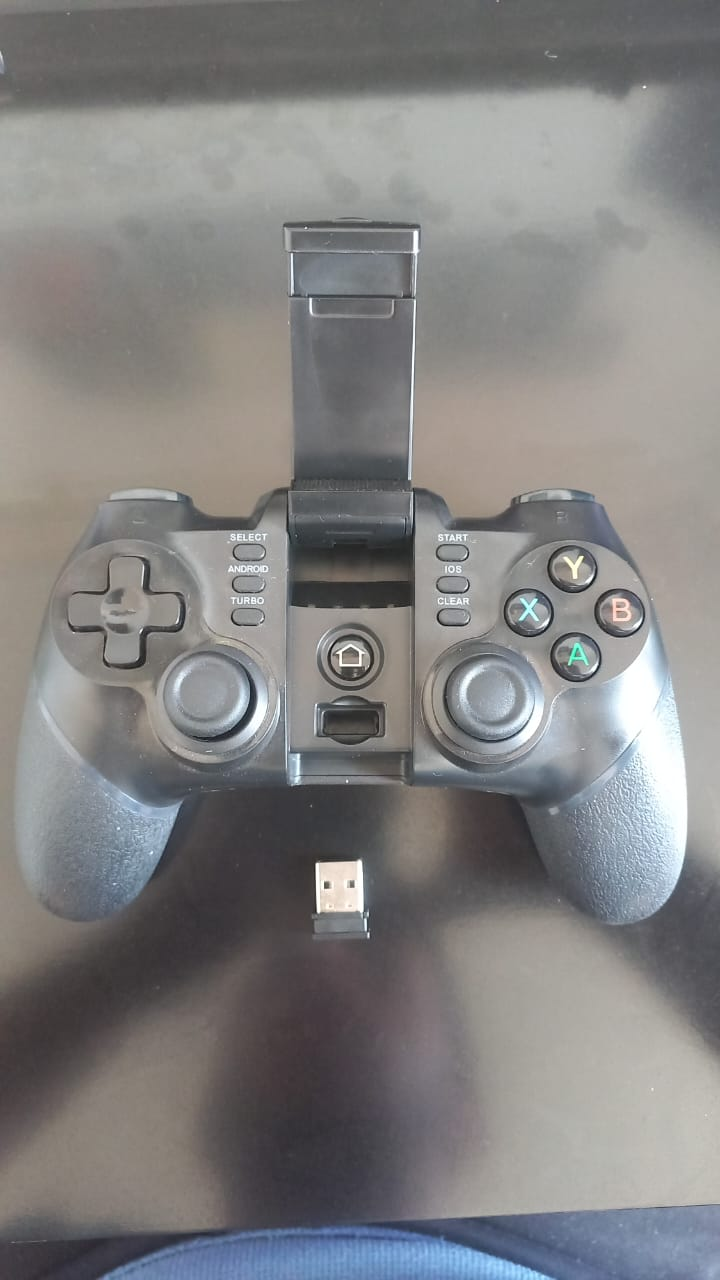 L R
SELECT START
ANDROID IOS
TURBO CLEAR
Y
X B
A